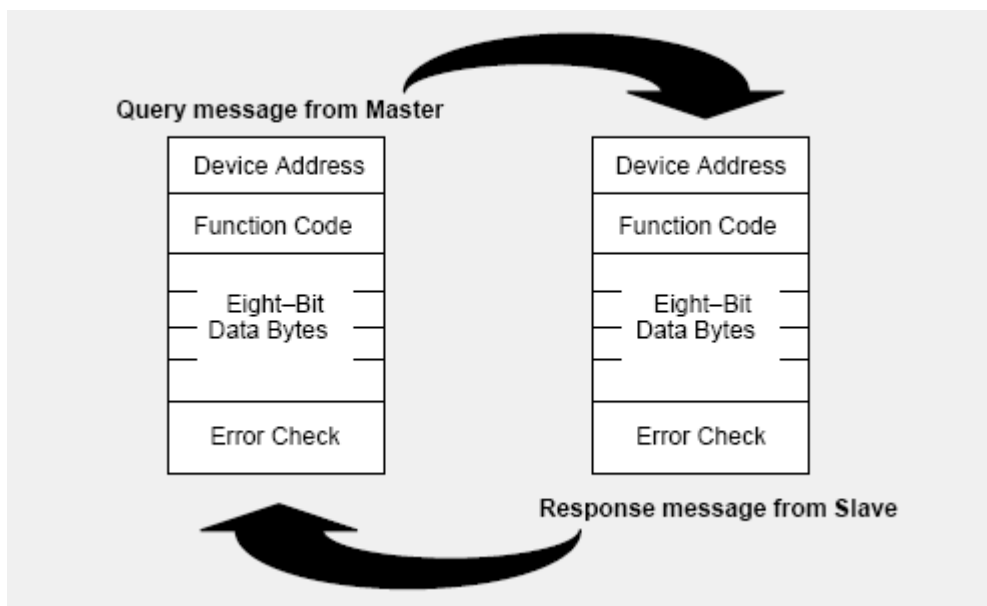 Query message from Master
Device Address
Function Code
Eight–Bit
Data Bytes
Error Check
Device Address
Function Code
Eight–Bit
Data Bytes
Error Check
Response message from Slave